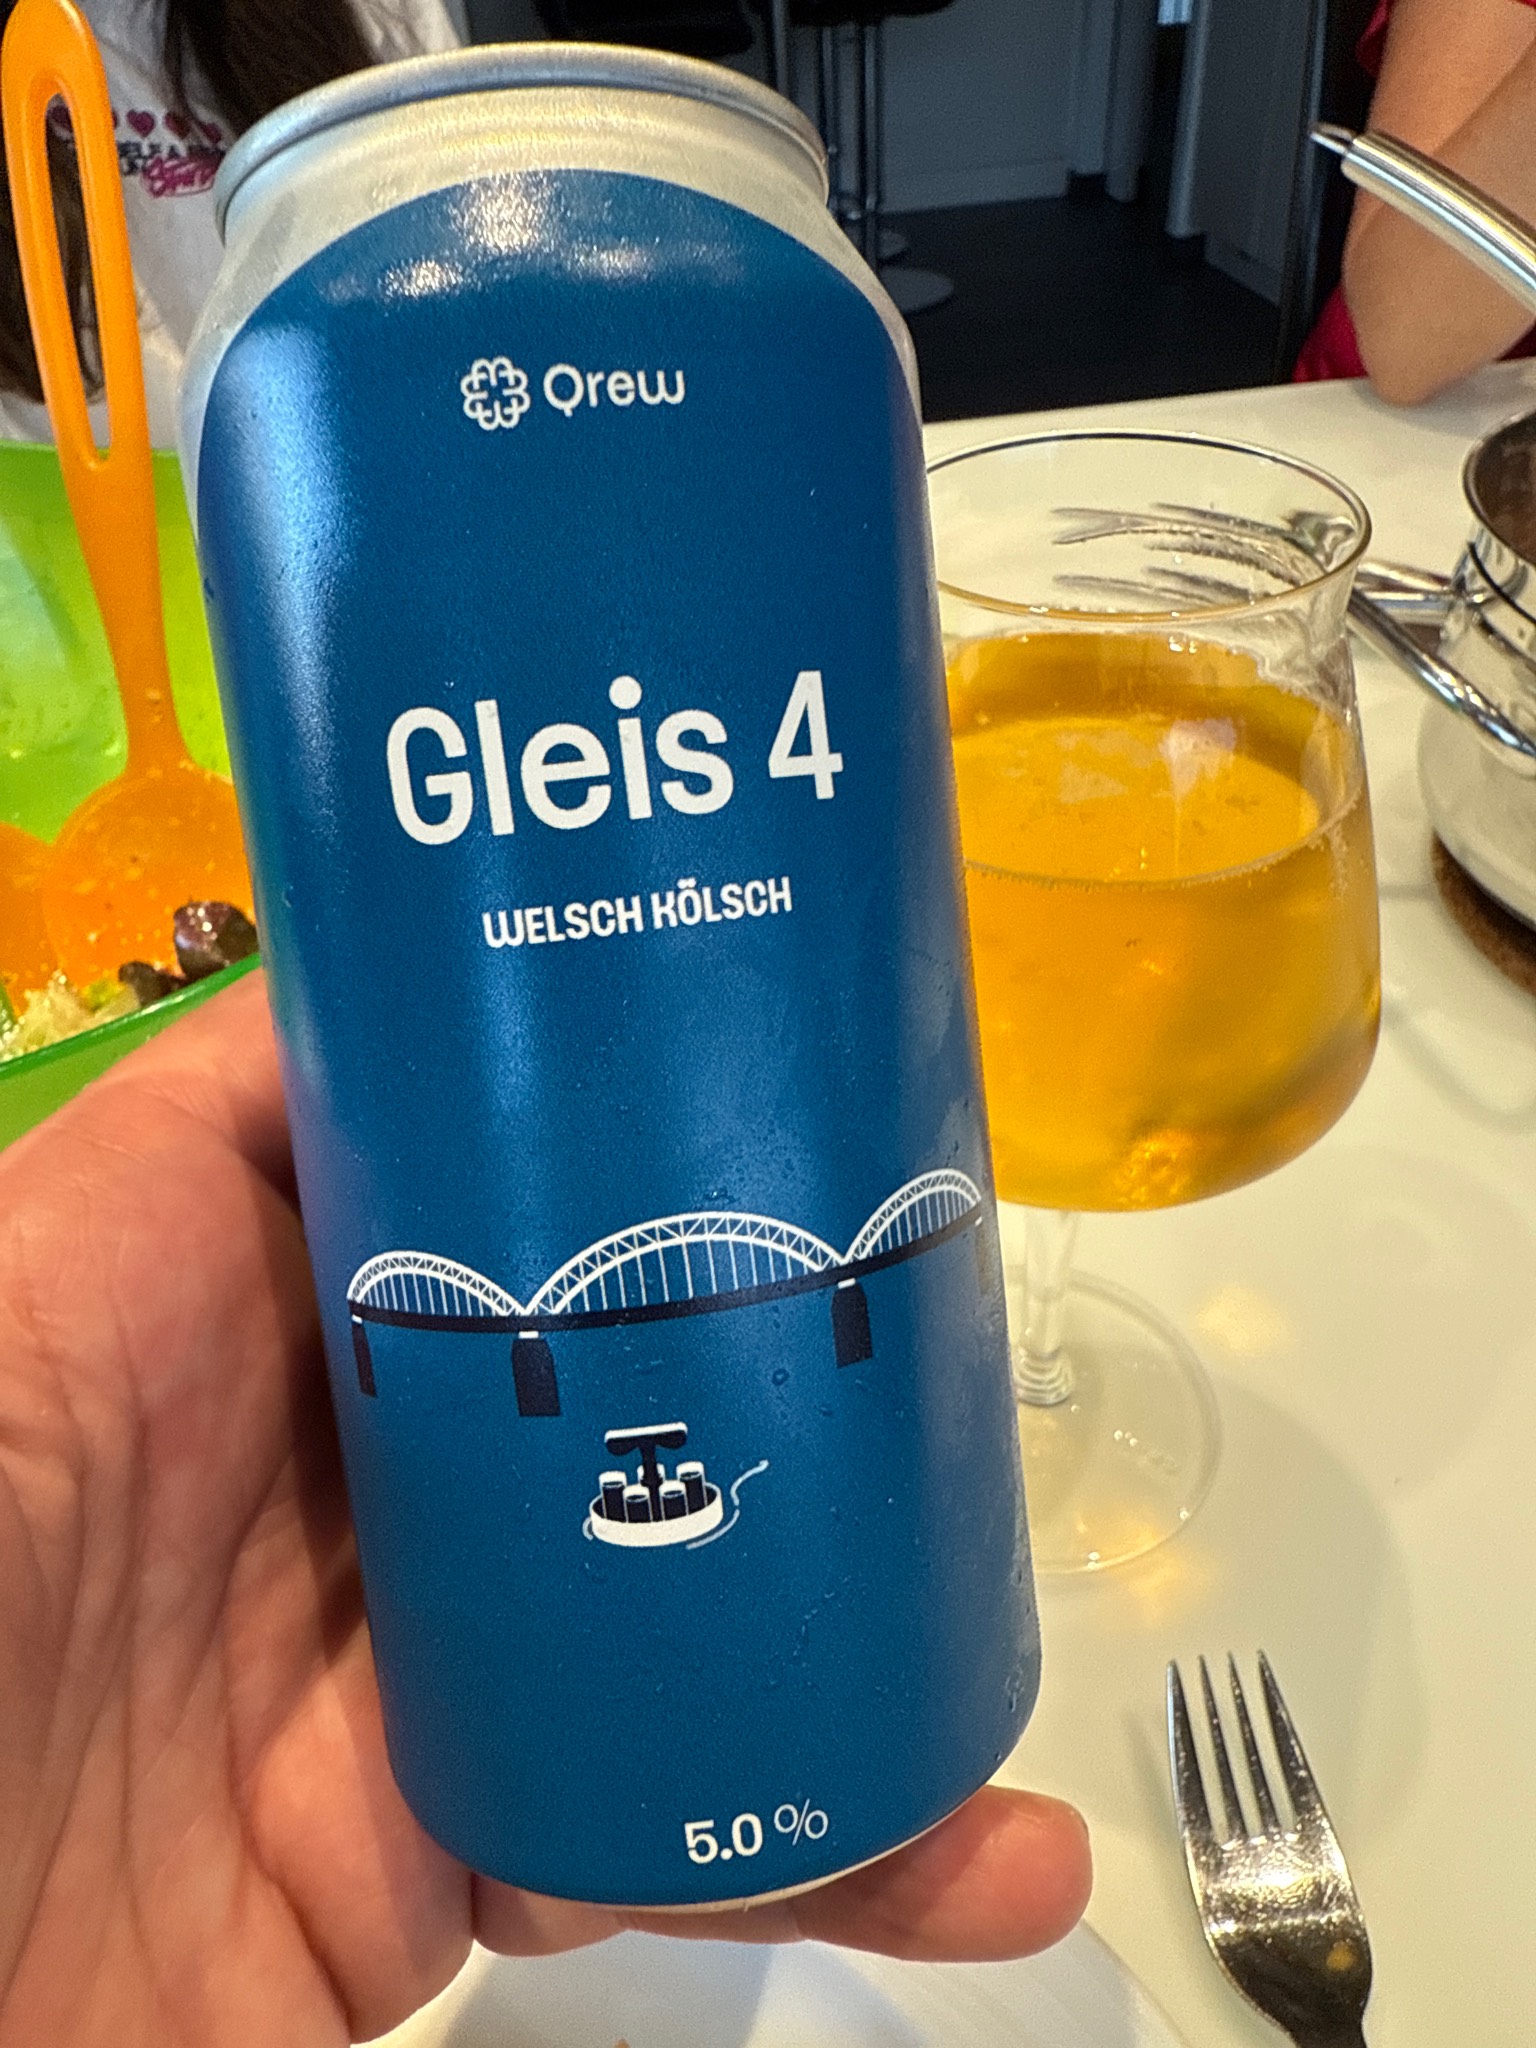 Qrew
Gleis 4
WELSCH KÖLSCH
5.0 %